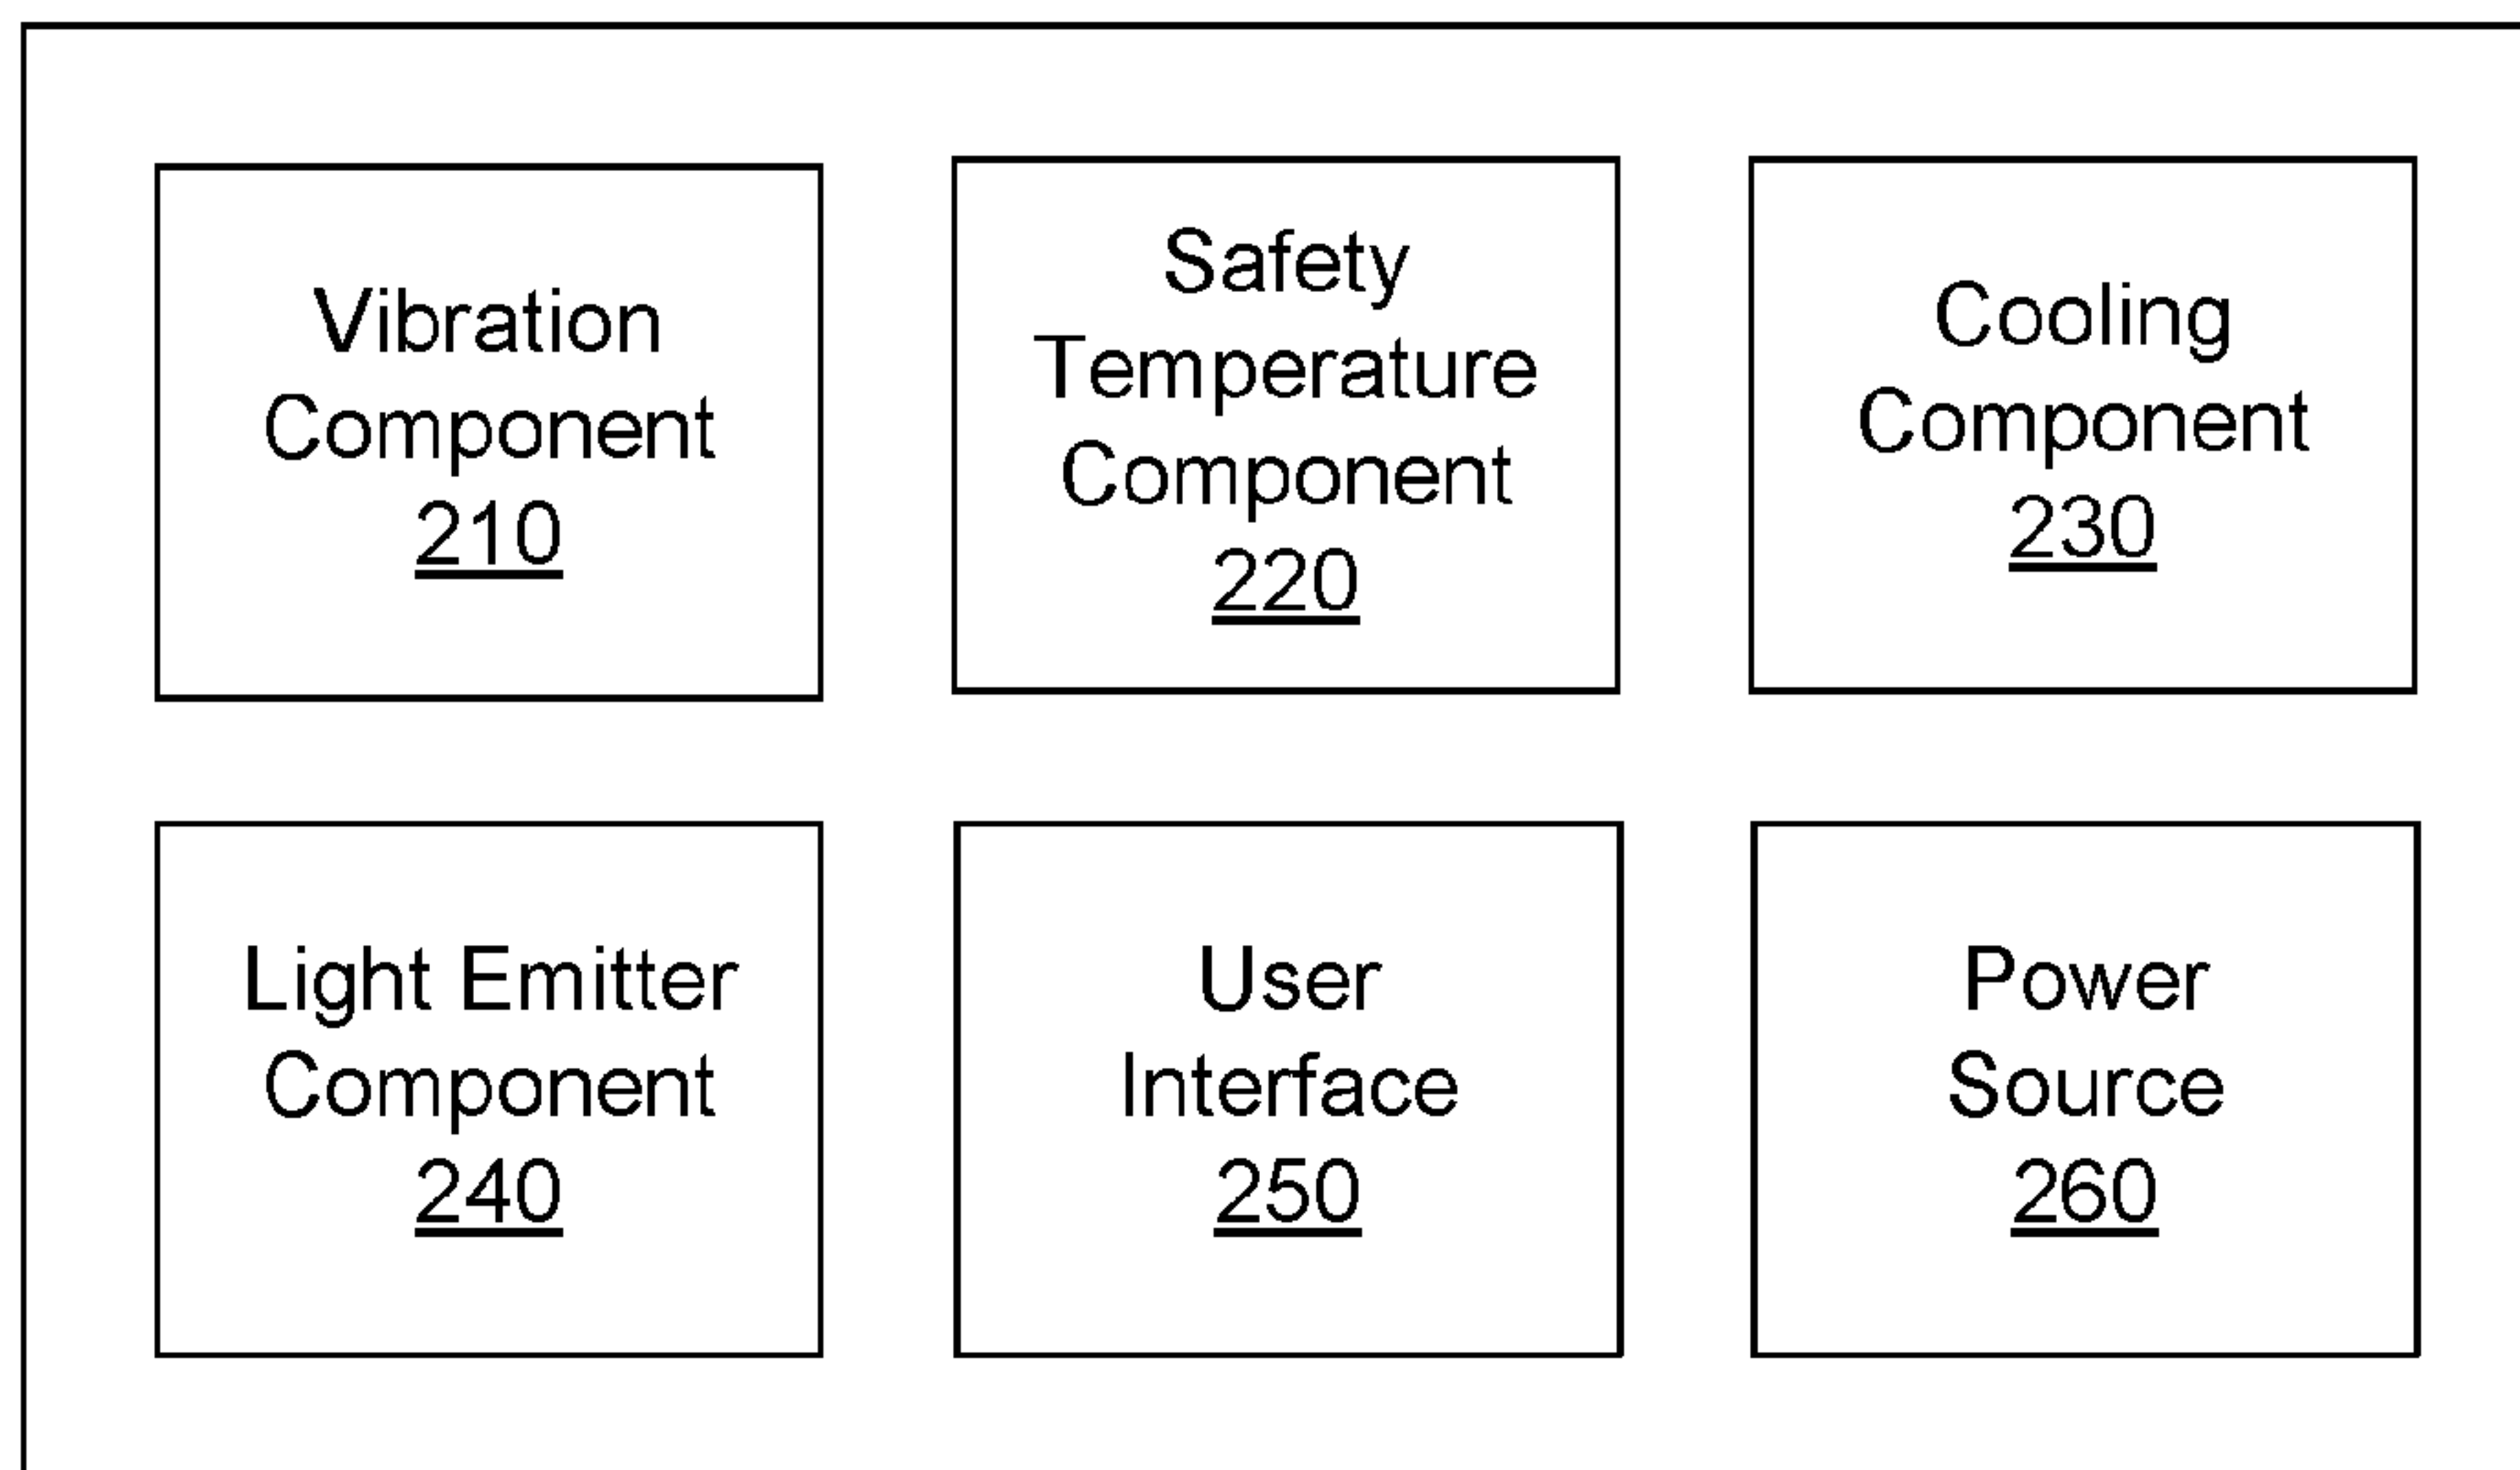 Vibration
Component
210
Safety
Temperature
Component
220
Cooling
Component
230
Light Emitter
Component
240
User
Interface
250
Power
Source
260